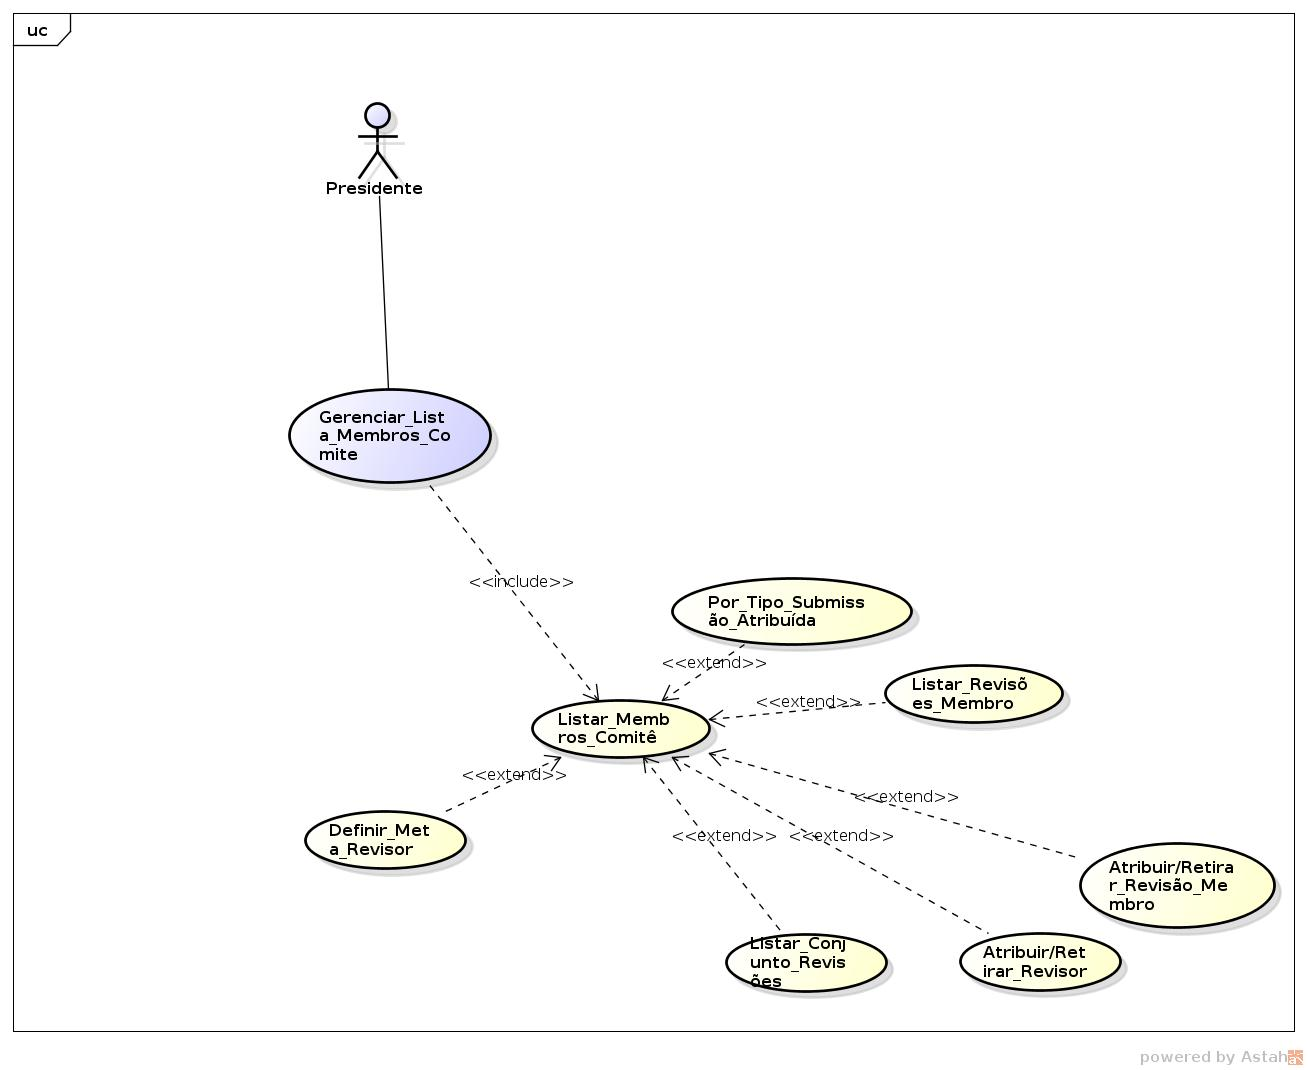 uc
Presidente
Gerenciar_List
a_Membros_Co
mite
<<include>>
Por_Tipo_Submiss
ão_Atribuída
<<extend>>
Listar_Revisõ
es_Membro
<<extend>>
Listar_Memb
ros_Comitê
<<extend>>
Definir_Met
a_Revisor
<<extend>>
<<extend>>
<<extend>>
Atribuir/Retira
r_Revisão_Me
mbro
Listar_Conj
unto_Revis
ões
Atribuir/Ret
irar_Revisor
powered by Astah